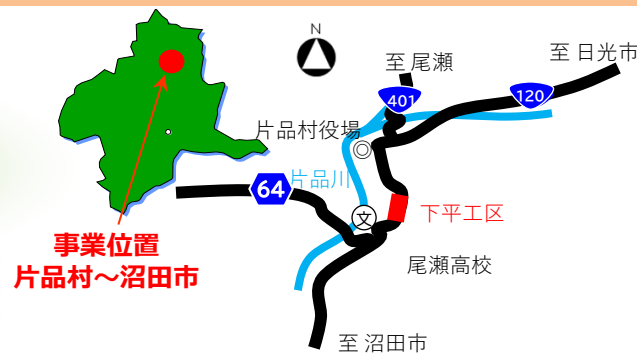 N
至 尾瀬
至 日光市
401
120
片品村役場
片品川
64
文
下平工区
事業位置
片品村～沼田市
尾瀬高校
至 沼田市